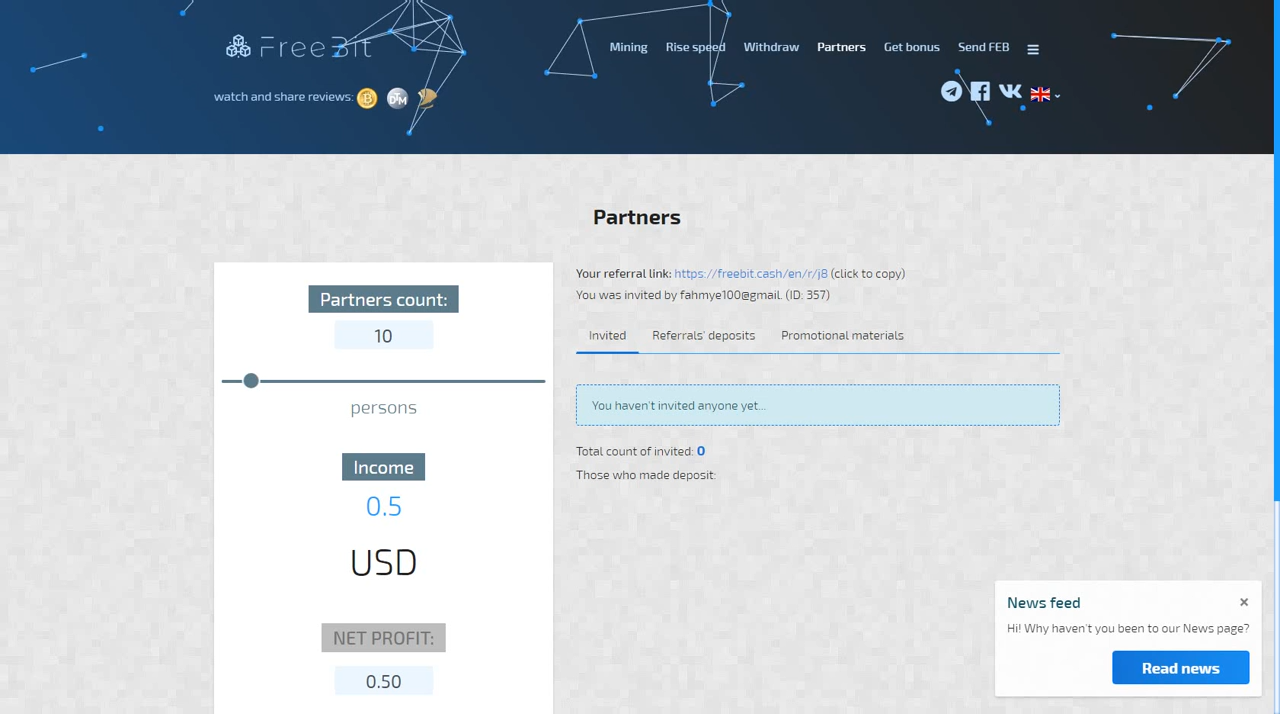 FreeBit
Mining Rise speed Withdraw Partners Get bonus Send FEB
watch and share reviews:
Partners
Partners count:
10
persons
Income
0.5
USD
NET PROFIT:
0.50
Your referral link: https://freebit.cash/en/r/j8 (click to copy)
You was invited by fahmye100@gmail. (ID: 357)
Invited Referrals' deposits Promotional materials
You haven't invited anyone yet...
Total count of invited: 0
Those who made deposit:
News feed ×
Hi! Why haven't you been to our News page?
Read news